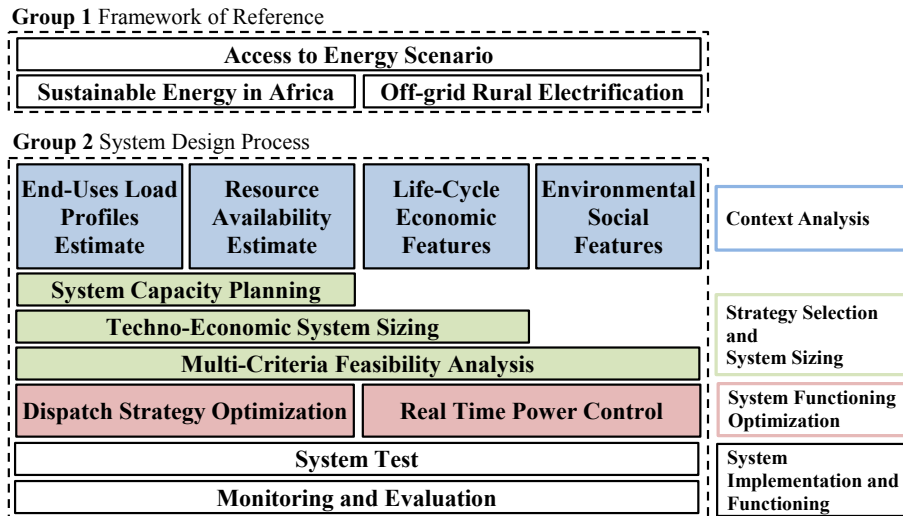 Group 1 Framework of Reference
Access to Energy Scenario
Sustainable Energy in Africa
Off-grid Rural Electrification
Group 2 System Design Process
End-Uses Load
Profiles
Estimate
Resource
Availability
Estimate
Life-Cycle
Economic
Features
Environmental
Social
Features
Context Analysis
System Capacity Planning
Techno-Economic System Sizing
Multi-Criteria Feasibility Analysis
Strategy Selection
and
System Sizing
Dispatch Strategy Optimization
Real Time Power Control
System Functioning
Optimization
System Test
Monitoring and Evaluation
System
Implementation and
Functioning